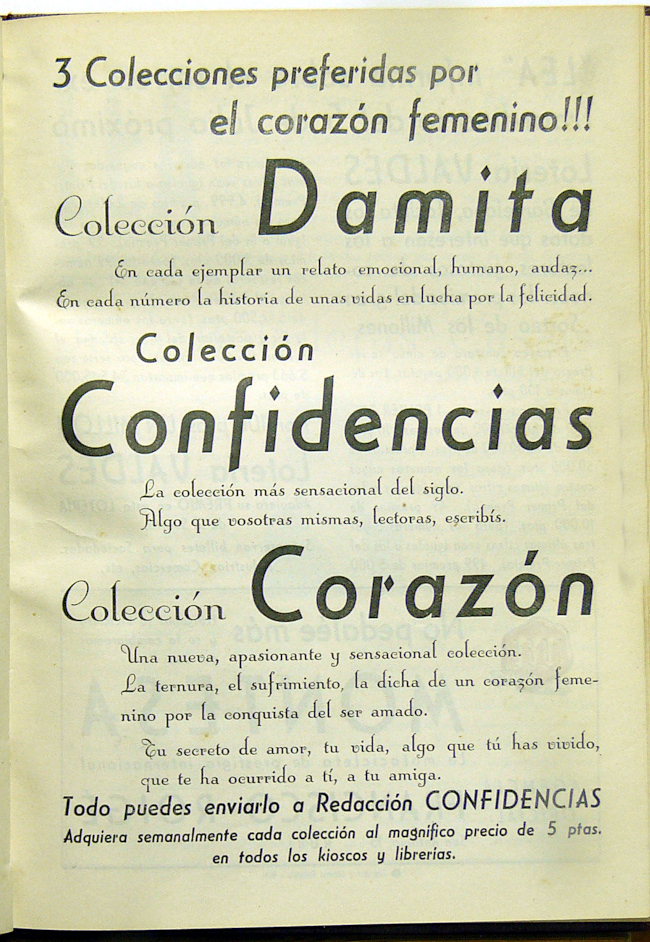 3 Colecciones preferidas por
el corazón femenino!!!
Colección Damita
En cada ejemplar un relato emocional, humano, audaz...
En cada número la historia de unas vidas en lucha por la felicidad.
Colección
Confidencias
La colección más sensacional del siglo.
Algo que vosotras mismas, lectoras, escribís.
Colección Corazón
Una nueva, apasionante y sensacional colección.
La ternura, el sufrimiento, la dicha de un corazón feme-
nino por la conquista del ser amado.
Tu secreto de amor, tu vida, algo que tú has vivido,
que te ha ocurrido a tí, a tu amiga.
Todo puedes enviarlo a Redacción CONFIDENCIAS
Adquiera semanalmente cada colección al magnífico precio de 5 ptas.
en todos los kioscos y librerías.